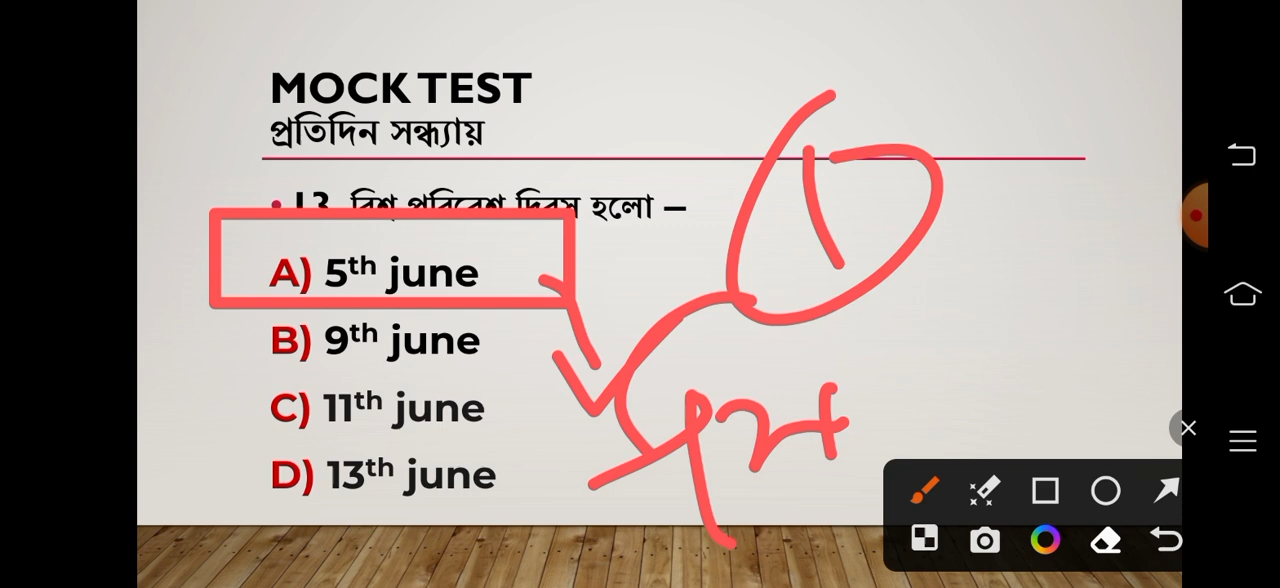 MOCK TEST
প্রতিদিন সন্ধ্যায়
• 13. বিশ্ব পরিবেশ দিবস হলো –
A) 5th june
B) 9th june
C) 11th june
D) 13th june